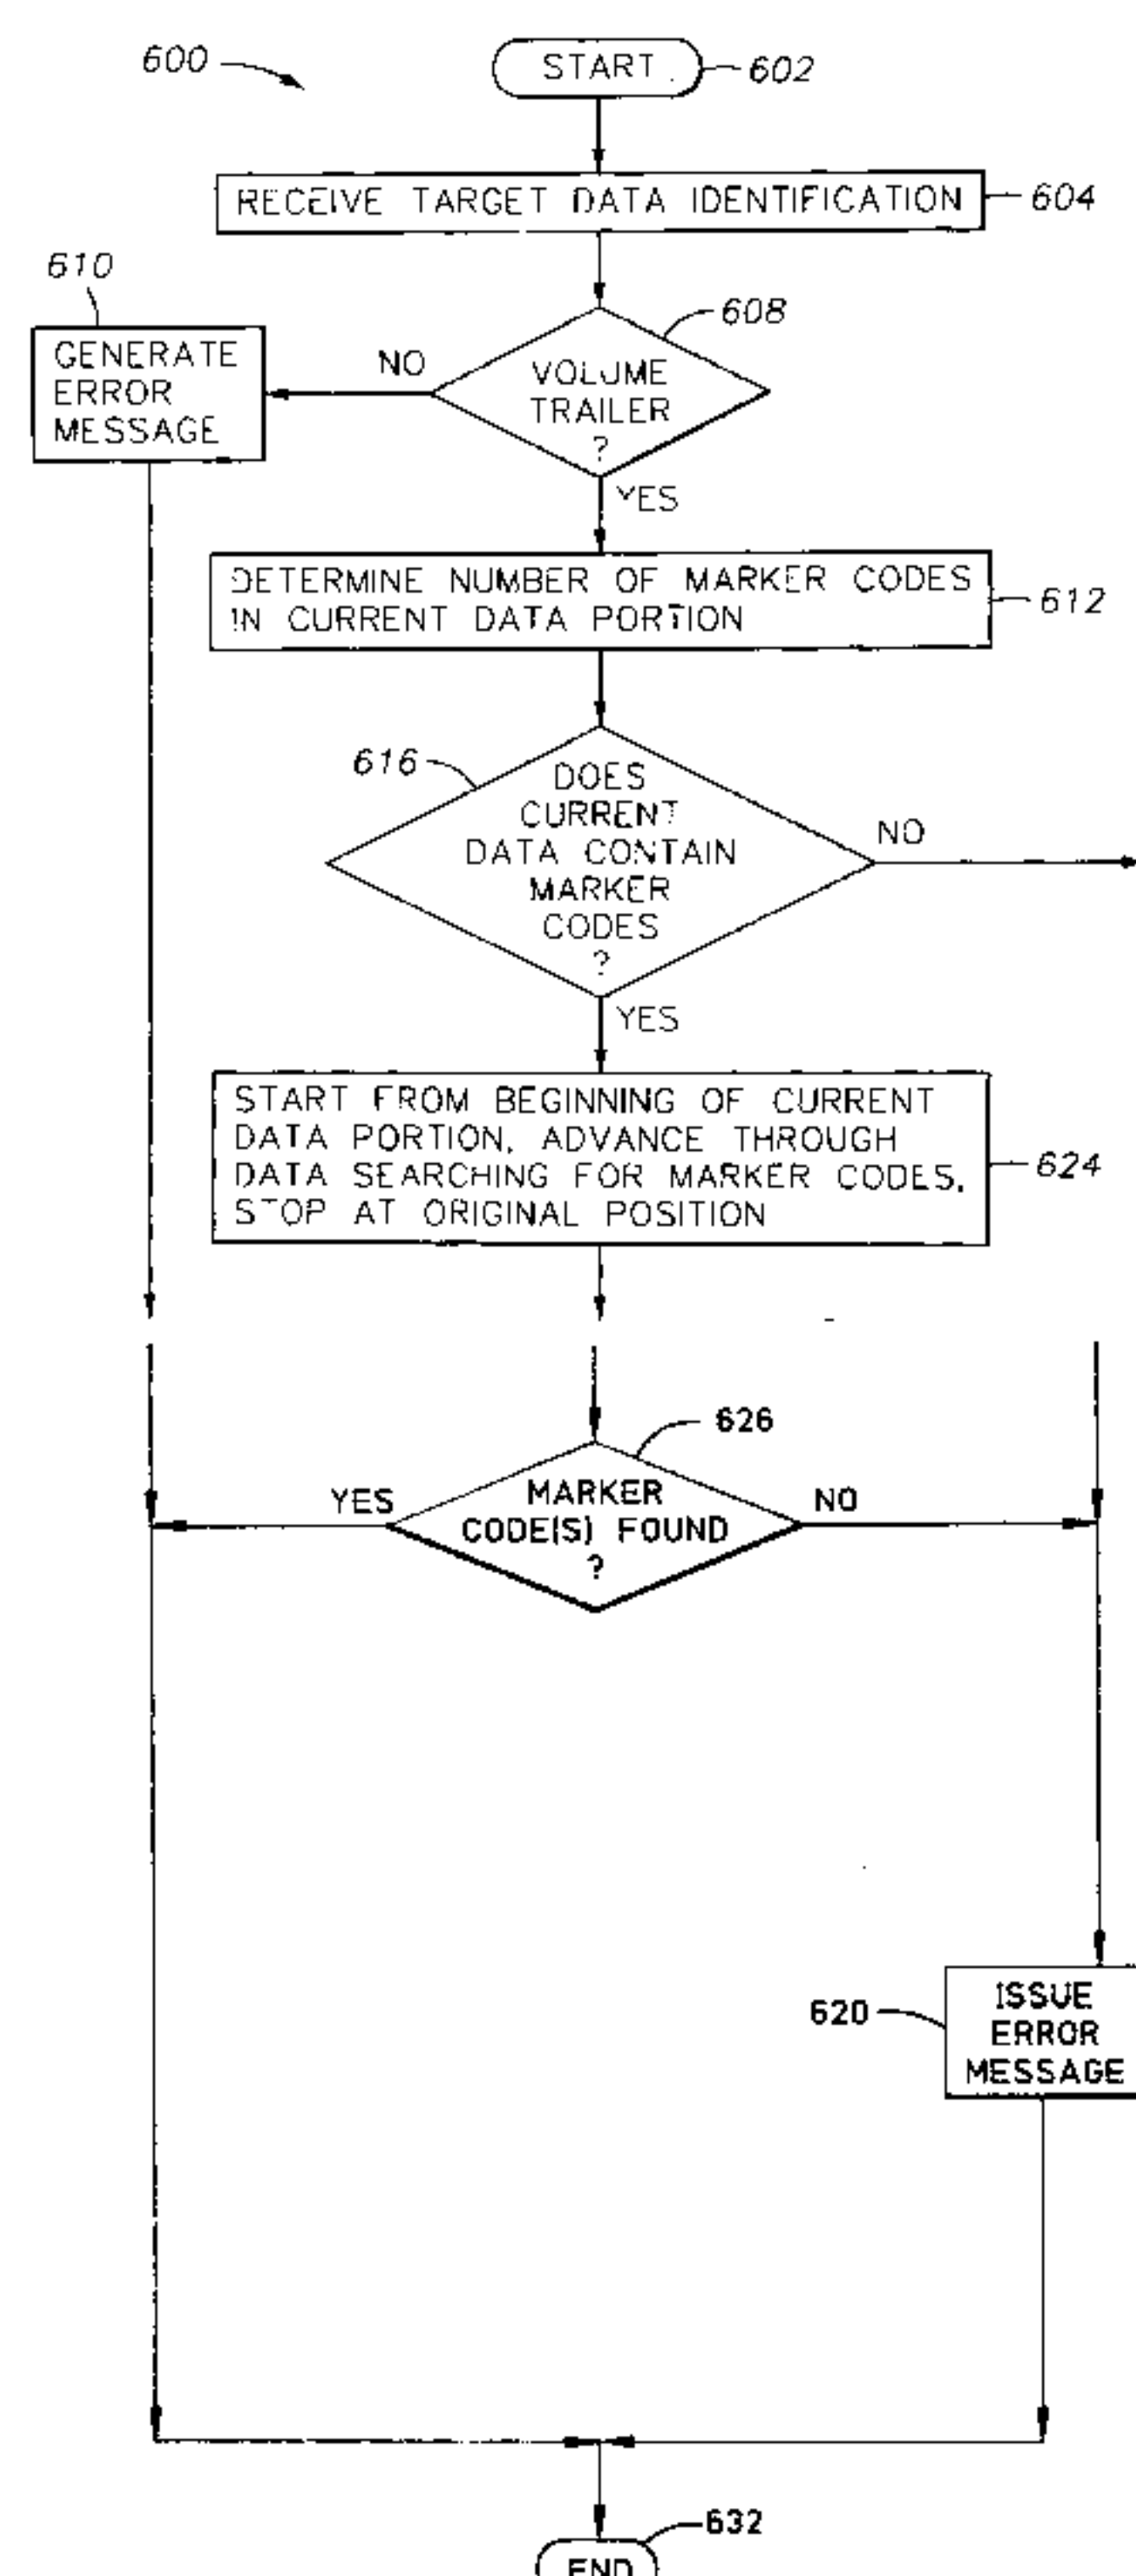 600
START
602
RECEIVE TARGET DATA IDENTIFICATION
604
610
GENERATE
ERROR
MESSAGE
NO
608
VOLUME
TRAILER
?
YES
DETERMINE NUMBER OF MARKER CODES
IN CURRENT DATA PORTION
612
616
DOES
CURRENT
DATA CONTAIN
MARKER
CODES
?
NO
YES
START FROM BEGINNING OF CURRENT
DATA PORTION, ADVANCE THROUGH
DATA SEARCHING FOR MARKER CODES,
STOP AT ORIGINAL POSITION
624
626
YES
MARKER
CODE(S) FOUND
?
NO
620
ISSUE
ERROR
MESSAGE
632
END